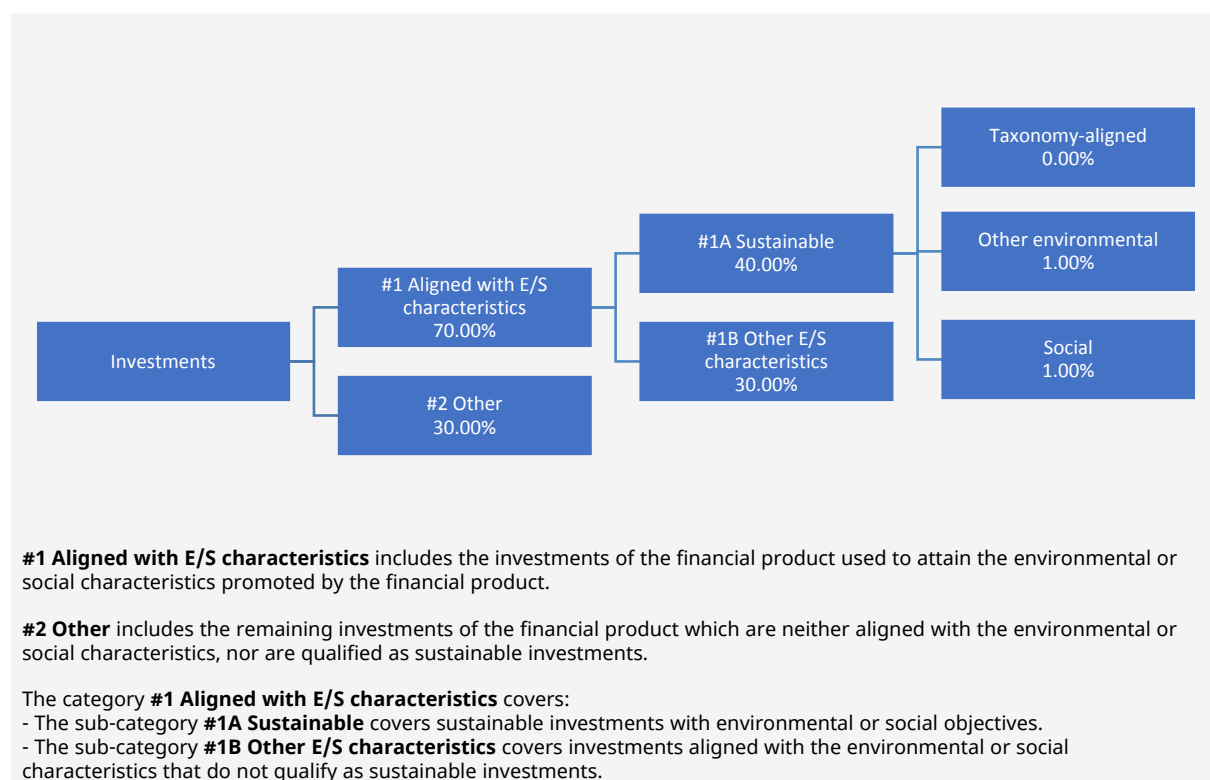 Investments
#1 Aligned with E/S
characteristics
70.00%
#2 Other
30.00%
#1A Sustainable
40.00%
#1B Other E/S
characteristics
30.00%
Taxonomy-aligned
0.00%
Other environmental
1.00%
Social
1.00%
#1 Aligned with E/S characteristics includes the investments of the financial product used to attain the environmental or
social characteristics promoted by the financial product.
#2 Other includes the remaining investments of the financial product which are neither aligned with the environmental or
social characteristics, nor are qualified as sustainable investments.
The category #1 Aligned with E/S characteristics covers:
- The sub-category #1A Sustainable covers sustainable investments with environmental or social objectives.
- The sub-category #1B Other E/S characteristics covers investments aligned with the environmental or social
characteristics that do not qualify as sustainable investments.